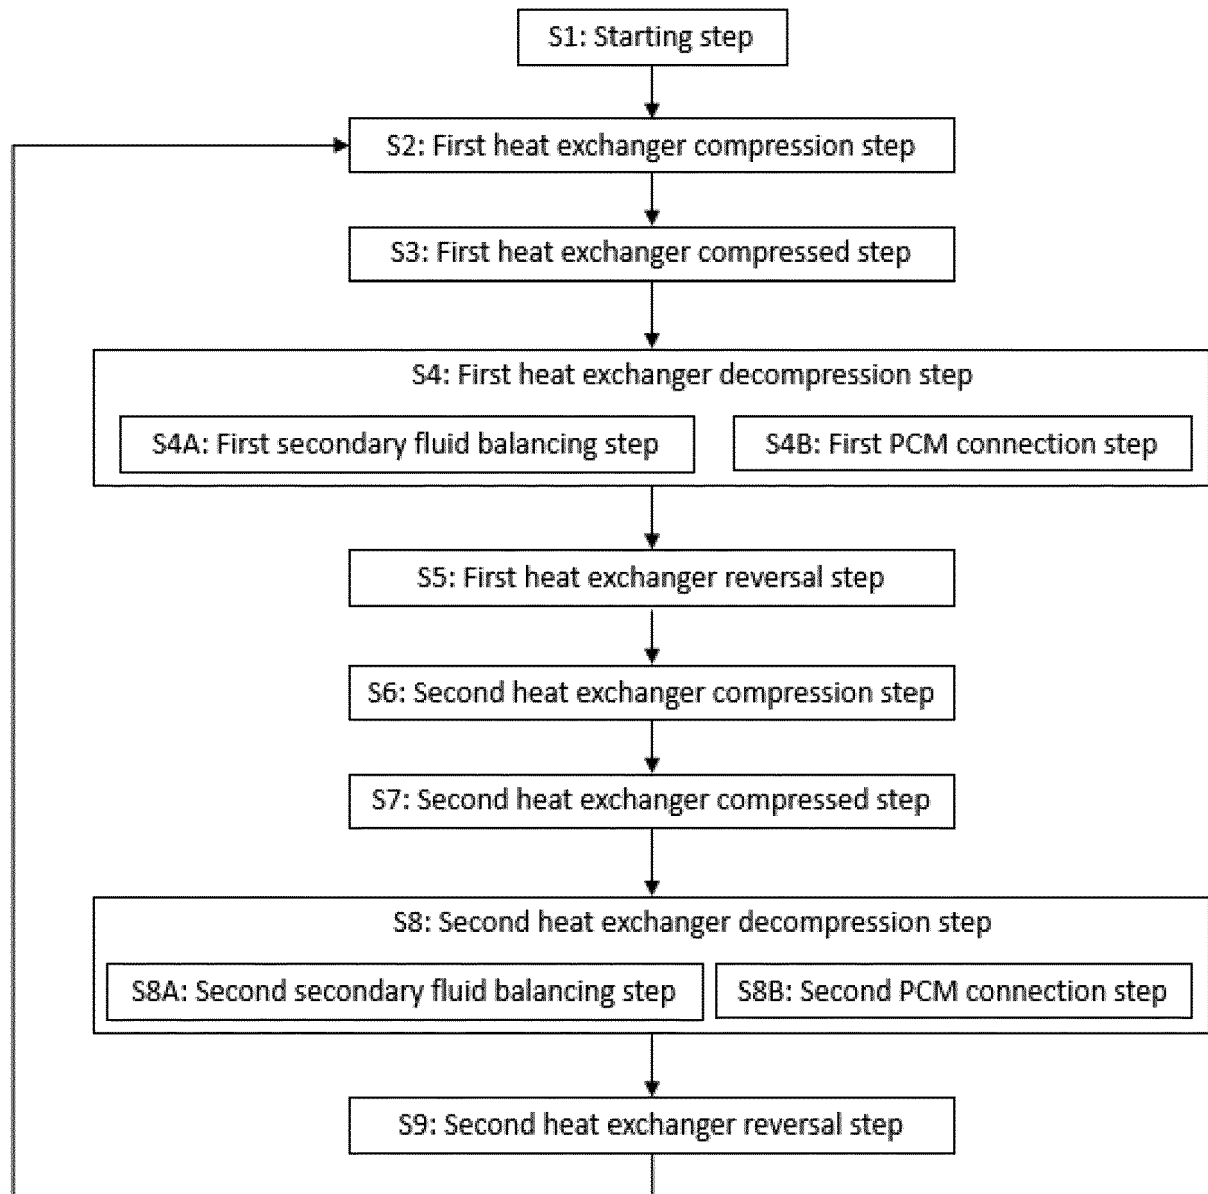 S1: Starting step
S2: First heat exchanger compression step
S3: First heat exchanger compressed step
S4: First heat exchanger decompression step
S4A: First secondary fluid balancing step
S4B: First PCM connection step
S5: First heat exchanger reversal step
S6: Second heat exchanger compression step
S7: Second heat exchanger compressed step
S8: Second heat exchanger decompression step
S8A: Second secondary fluid balancing step
S8B: Second PCM connection step
S9: Second heat exchanger reversal step